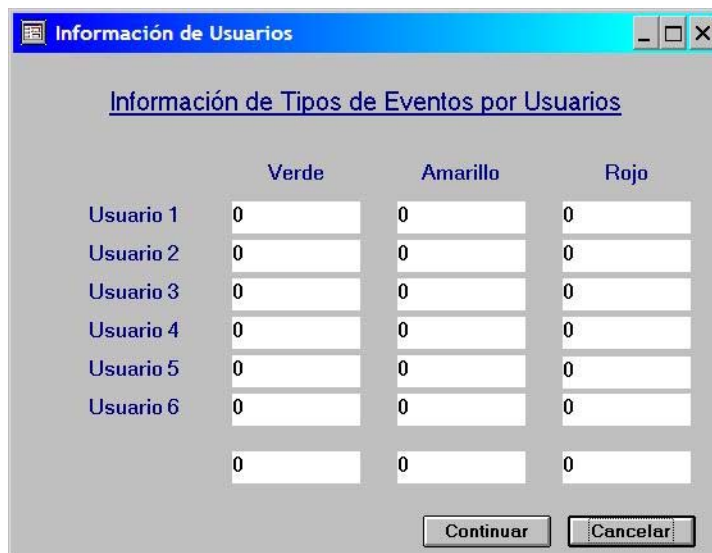 Información de Usuarios
Información de Tipos de Eventos por Usuarios
Verde Amarillo Rojo
Usuario 1 0 0 0
Usuario 2 0 0 0
Usuario 3 0 0 0
Usuario 4 0 0 0
Usuario 5 0 0 0
Usuario 6 0 0 0
0 0 0
Continuar Cancelar